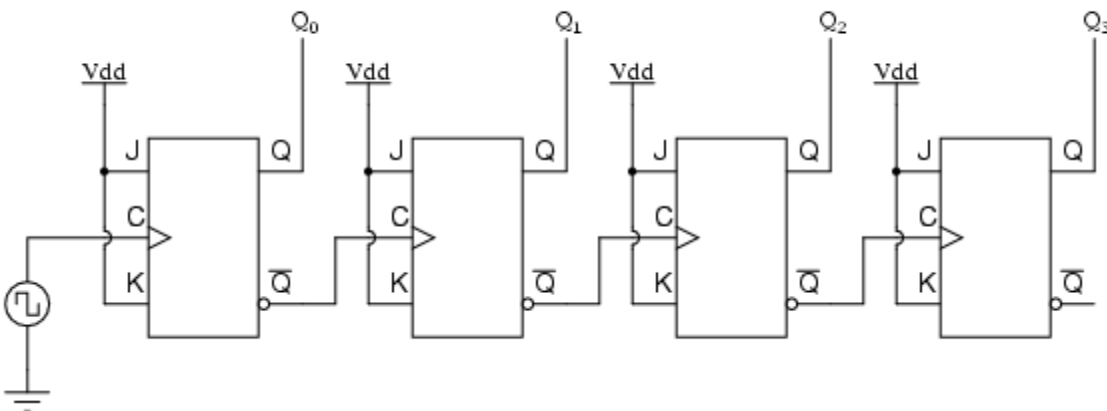 Q₀ Q₁ Q₂ Q₃
Vdd Vdd Vdd Vdd
J Q J Q J Q J Q
C C C C
K Q̅ K Q̅ K Q̅ K Q̅